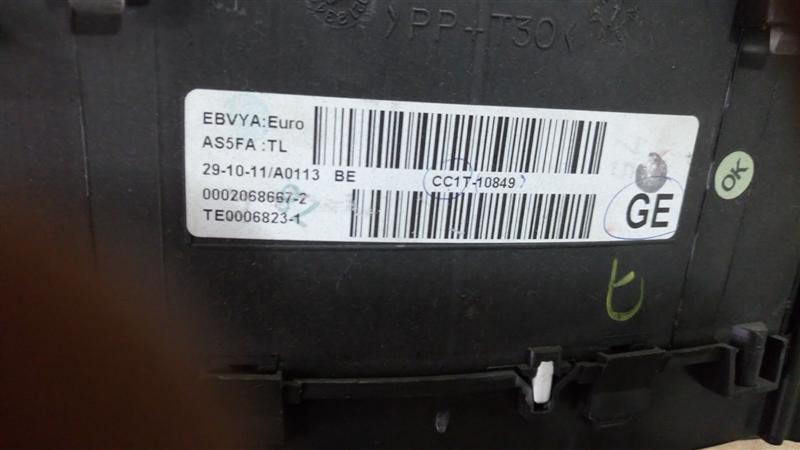 >PP-T30<
EBVYA:Euro
AS5FA :TL
29-10-11/A0113 BE
CC1T-10849
0002068667-2
TE0006823-1
GE
OK